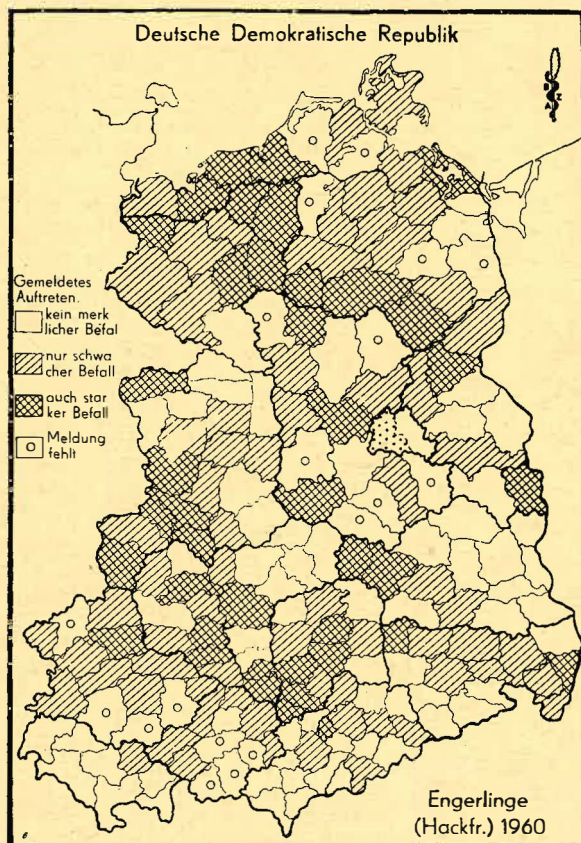 Deutsche Demokratische Republik
Gemeldetes
Auftreten.
kein merk
licher Befal
nur schwa
cher Befall
auch star
ker Befall
Meldung
fehlt
Engerlinge
(Hackfr.) 1960